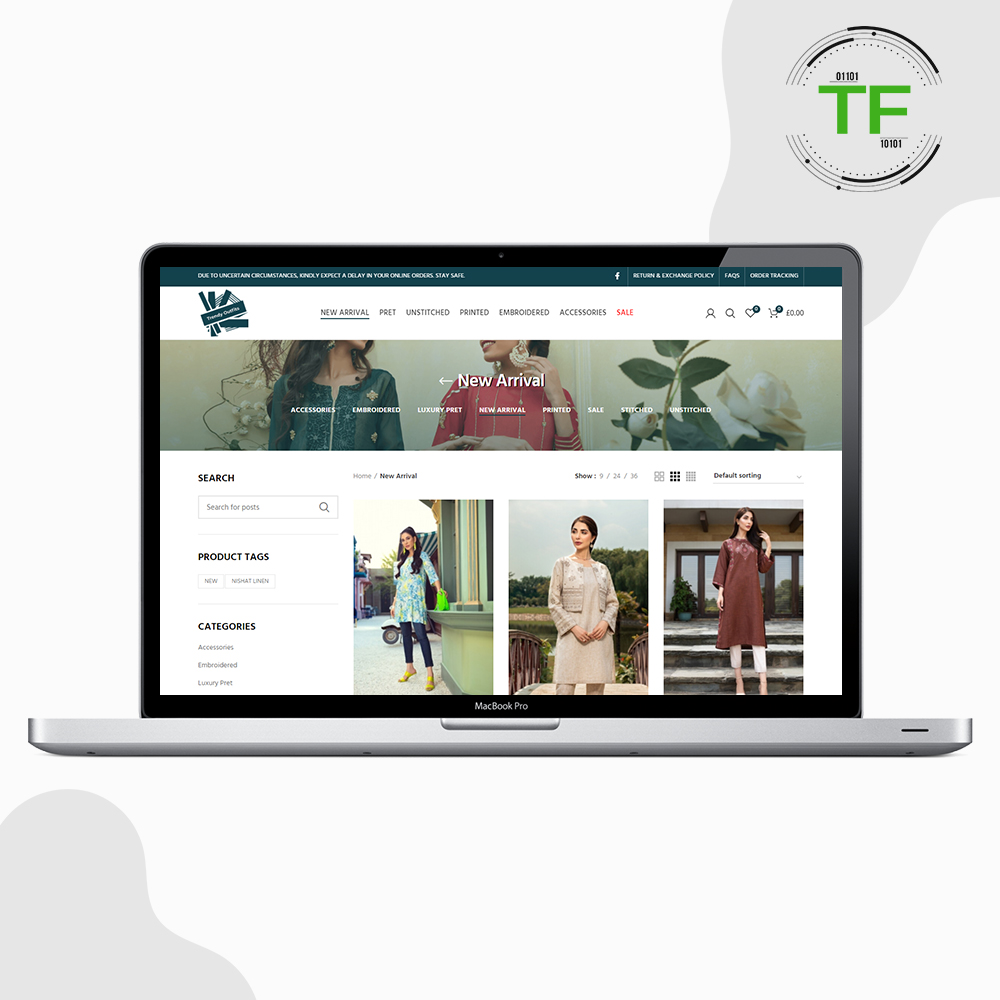 01101
TF
10101
DUE TO UNCERTAIN CIRCUMSTANCES, KINDLY EXPECT A DELAY IN YOUR ONLINE ORDERS. STAY SAFE.
RETURN & EXCHANGE POLICY FAQS ORDER TRACKING
Trendy Outfits
NEW ARRIVAL PRET UNSTITCHED PRINTED EMBROIDERED ACCESSORIES SALE
0 0 £0.00
← New Arrival
ACCESSORIES EMBROIDERED LUXURY PRET NEW ARRIVAL PRINTED SALE STITCHED UNSTITCHED
SEARCH
Search for posts
PRODUCT TAGS
NEW NISHAT LINEN
CATEGORIES
Accessories
Embroidered
Luxury Pret
Home / New Arrival
Show : 9 / 24 / 36
Default sorting
MacBook Pro